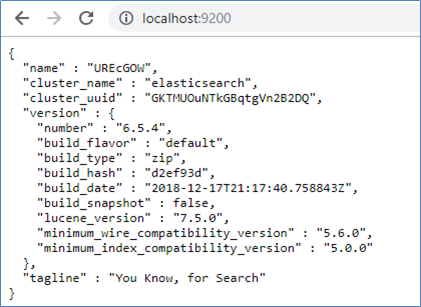 localhost:9200
{
"name" : "UREcGOW",
"cluster_name" : "elasticsearch",
"cluster_uuid" : "GKTMUOuNTkGBqtgVn2B2DQ",
"version" : {
"number" : "6.5.4",
"build_flavor" : "default",
"build_type" : "zip",
"build_hash" : "d2ef93d",
"build_date" : "2018-12-17T21:17:40.758843Z",
"build_snapshot" : false,
"lucene_version" : "7.5.0",
"minimum_wire_compatibility_version" : "5.6.0",
"minimum_index_compatibility_version" : "5.0.0"
},
"tagline" : "You Know, for Search"
}